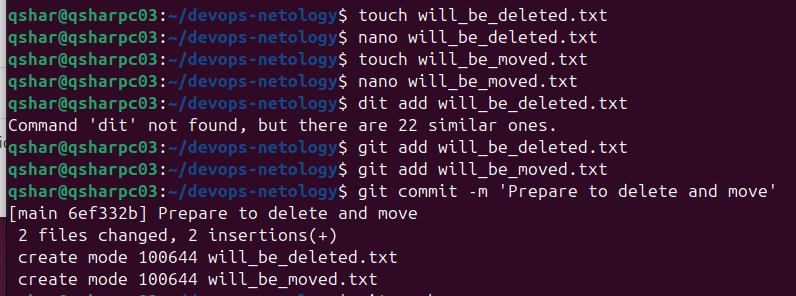 qshar@qsharpc03:~/devops-netology$ touch will_be_deleted.txt
qshar@qsharpc03:~/devops-netology$ nano will_be_deleted.txt
qshar@qsharpc03:~/devops-netology$ touch will_be_moved.txt
qshar@qsharpc03:~/devops-netology$ nano will_be_moved.txt
qshar@qsharpc03:~/devops-netology$ dit add will_be_deleted.txt
Command 'dit' not found, but there are 22 similar ones.
qshar@qsharpc03:~/devops-netology$ git add will_be_deleted.txt
qshar@qsharpc03:~/devops-netology$ git add will_be_moved.txt
qshar@qsharpc03:~/devops-netology$ git commit -m 'Prepare to delete and move'
[main 6ef332b] Prepare to delete and move
 2 files changed, 2 insertions(+)
 create mode 100644 will_be_deleted.txt
 create mode 100644 will_be_moved.txt